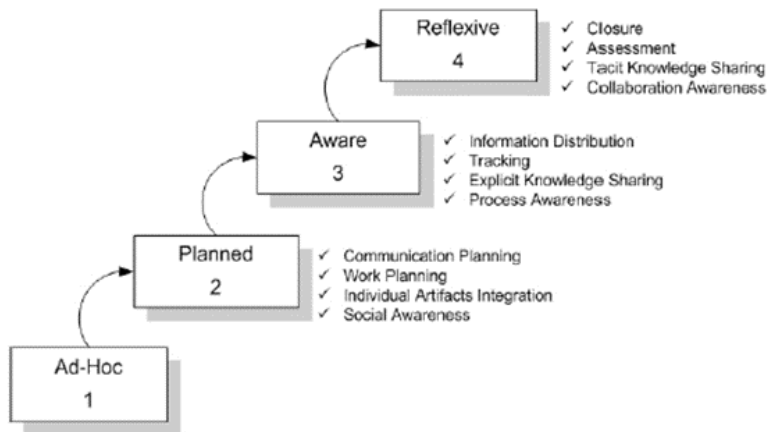 Reflexive
4
✓ Closure
✓ Assessment
✓ Tacit Knowledge Sharing
✓ Collaboration Awareness
Aware
3
✓ Information Distribution
✓ Tracking
✓ Explicit Knowledge Sharing
✓ Process Awareness
Planned
2
✓ Communication Planning
✓ Work Planning
✓ Individual Artifacts Integration
✓ Social Awareness
Ad-Hoc
1